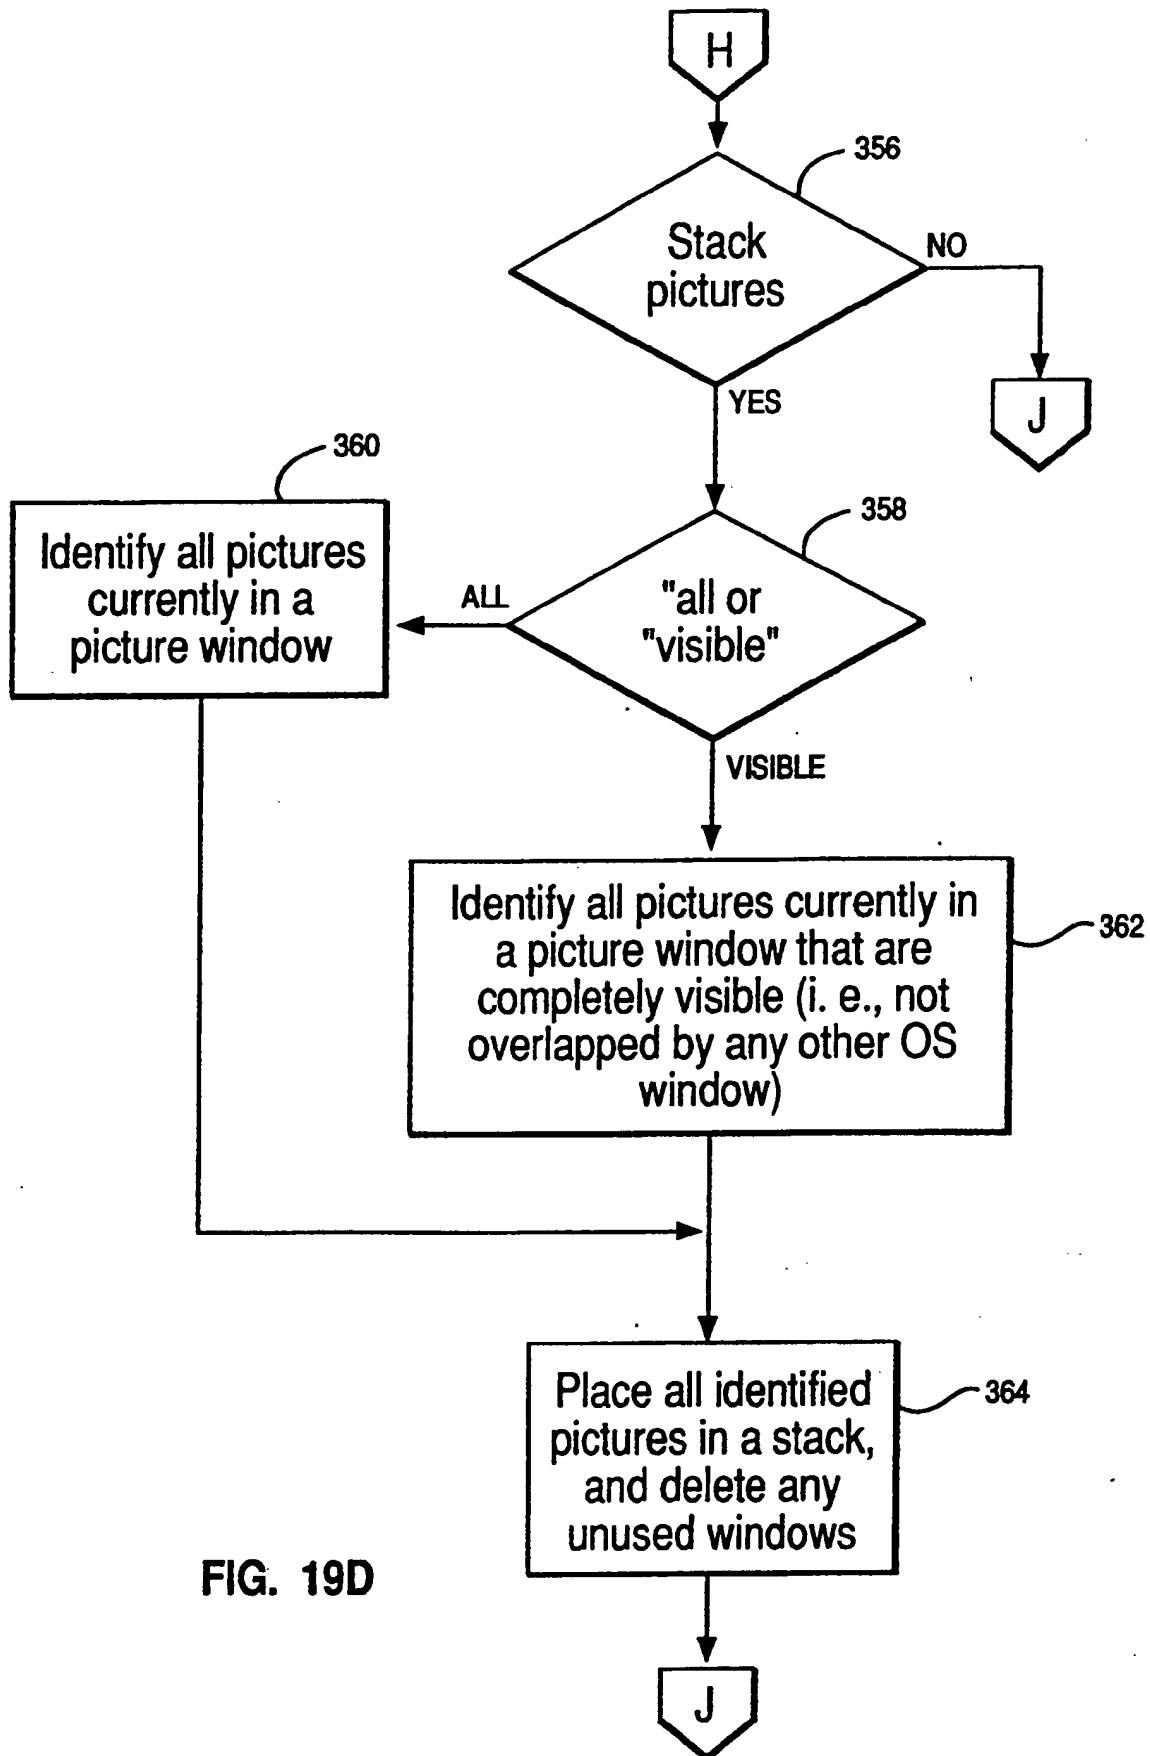 H
356
Stack
pictures
NO
J
YES
360
Identify all pictures
currently in a
picture window
358
ALL
"all or
"visible"
VISIBLE
Identify all pictures currently in
a picture window that are
completely visible (i. e., not
overlapped by any other OS
window)
362
Place all identified
pictures in a stack,
and delete any
unused windows
364
FIG. 19D
J